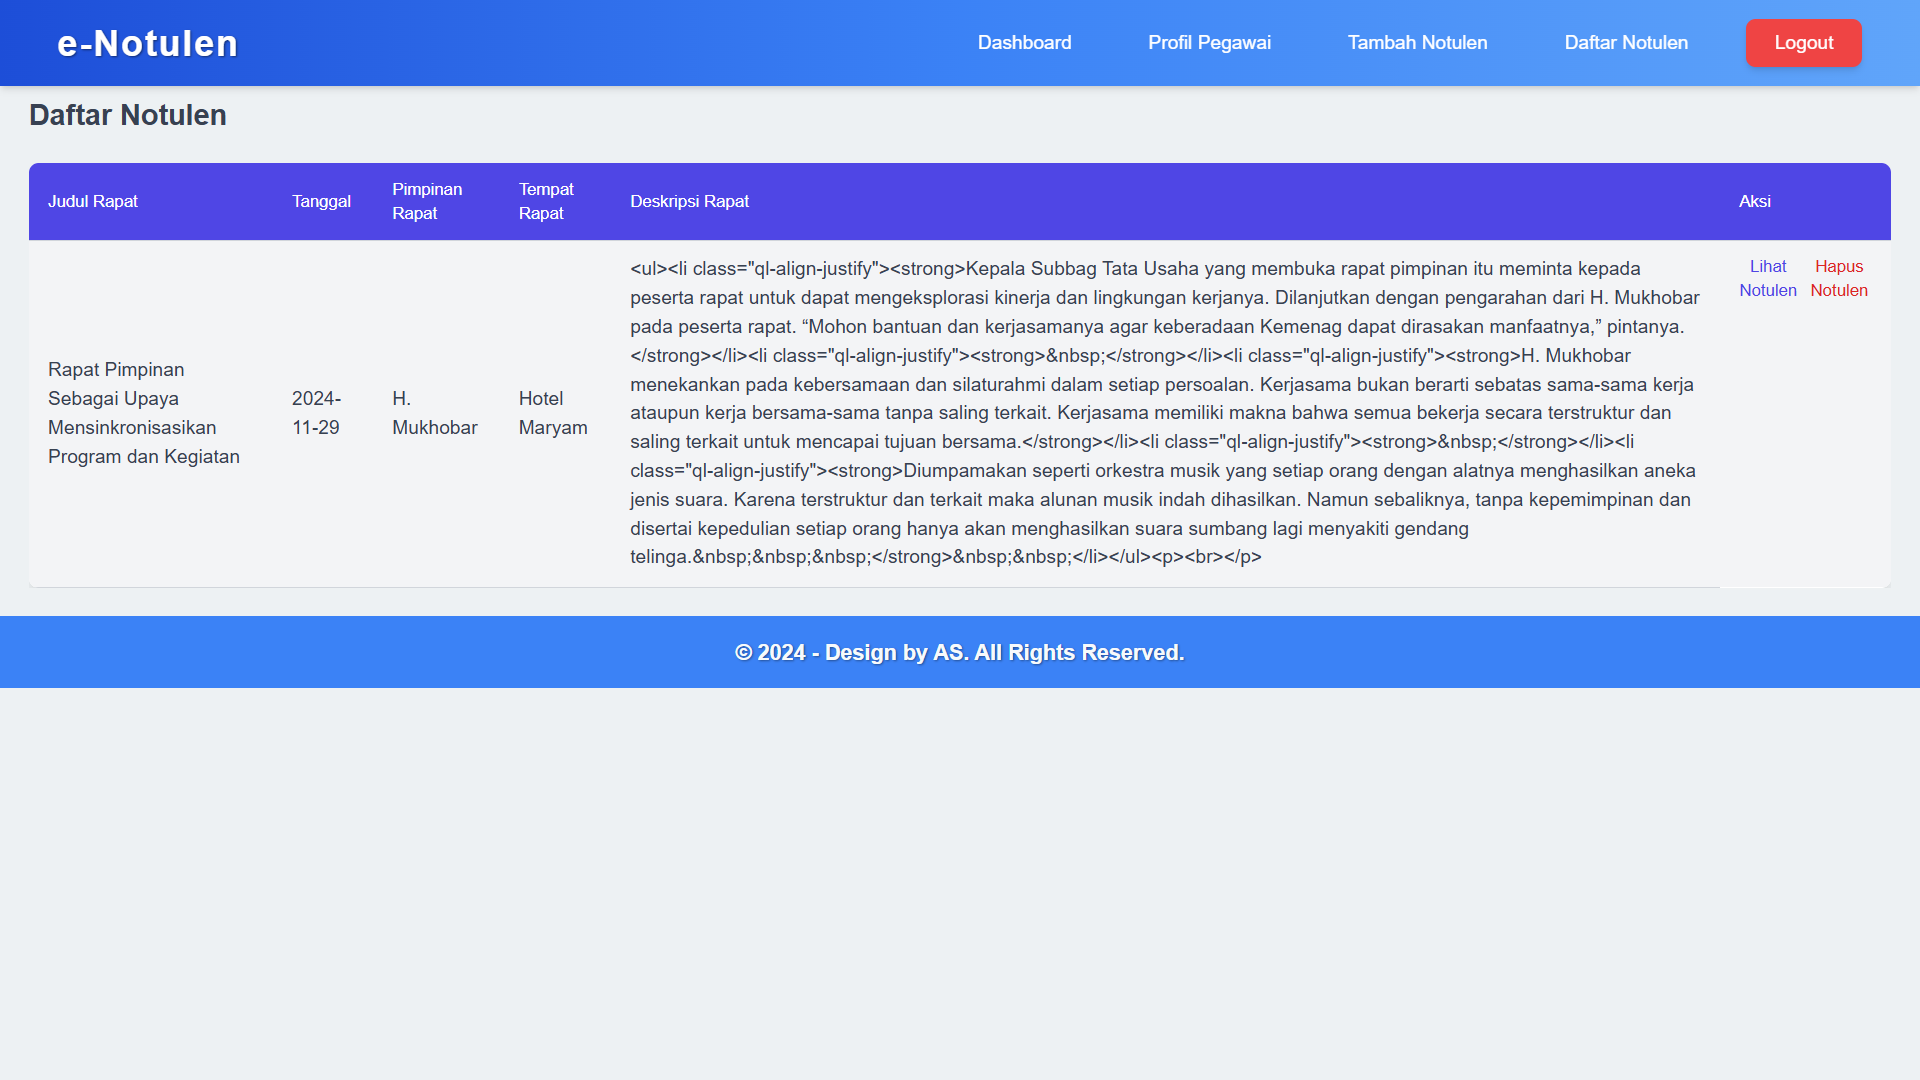 e-Notulen
Dashboard
Profil Pegawai
Tambah Notulen
Daftar Notulen
Logout
Daftar Notulen
Judul Rapat
Tanggal
Pimpinan
Rapat
Tempat
Rapat
Deskripsi Rapat
Aksi
Rapat Pimpinan
Sebagai Upaya
Mensinkronisasikan
Program dan Kegiatan
2024-
11-29
H.
Mukhobar
Hotel
Maryam
<ul><li class="ql-align-justify"><strong>Kepala Subbag Tata Usaha yang membuka rapat pimpinan itu meminta kepada
peserta rapat untuk dapat mengeksplorasi kinerja dan lingkungan kerjanya. Dilanjutkan dengan pengarahan dari H. Mukhobar
pada peserta rapat. “Mohon bantuan dan kerjasamanya agar keberadaan Kemenag dapat dirasakan manfaatnya,” pintanya.
</strong></li><li class="ql-align-justify"><strong>&nbsp;</strong></li><li class="ql-align-justify"><strong>H. Mukhobar
menekankan pada kebersamaan dan silaturahmi dalam setiap persoalan. Kerjasama bukan berarti sebatas sama-sama kerja
ataupun kerja bersama-sama tanpa saling terkait. Kerjasama memiliki makna bahwa semua bekerja secara terstruktur dan
saling terkait untuk mencapai tujuan bersama.</strong></li><li class="ql-align-justify"><strong>&nbsp;</strong></li><li
class="ql-align-justify"><strong>Diumpamakan seperti orkestra musik yang setiap orang dengan alatnya menghasilkan aneka
jenis suara. Karena terstruktur dan terkait maka alunan musik indah dihasilkan. Namun sebaliknya, tanpa kepemimpinan dan
disertai kepedulian setiap orang hanya akan menghasilkan suara sumbang lagi menyakiti gendang
telinga.&nbsp;&nbsp;&nbsp;</strong>&nbsp;&nbsp;</li></ul><p><br></p>
Lihat
Notulen
Hapus
Notulen
© 2024 - Design by AS. All Rights Reserved.